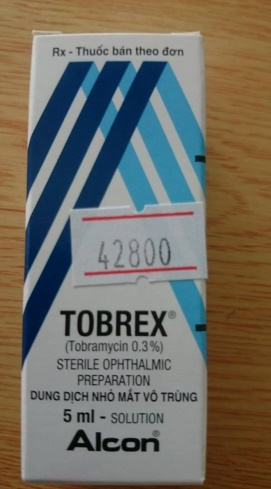 Rx - Thuốc bán theo đơn
42800
TOBREX®
(Tobramycin 0.3%)
STERILE OPHTHALMIC
PREPARATION
DUNG DỊCH NHỎ MẮT VÔ TRÙNG
5 ml - SOLUTION
Alcon®